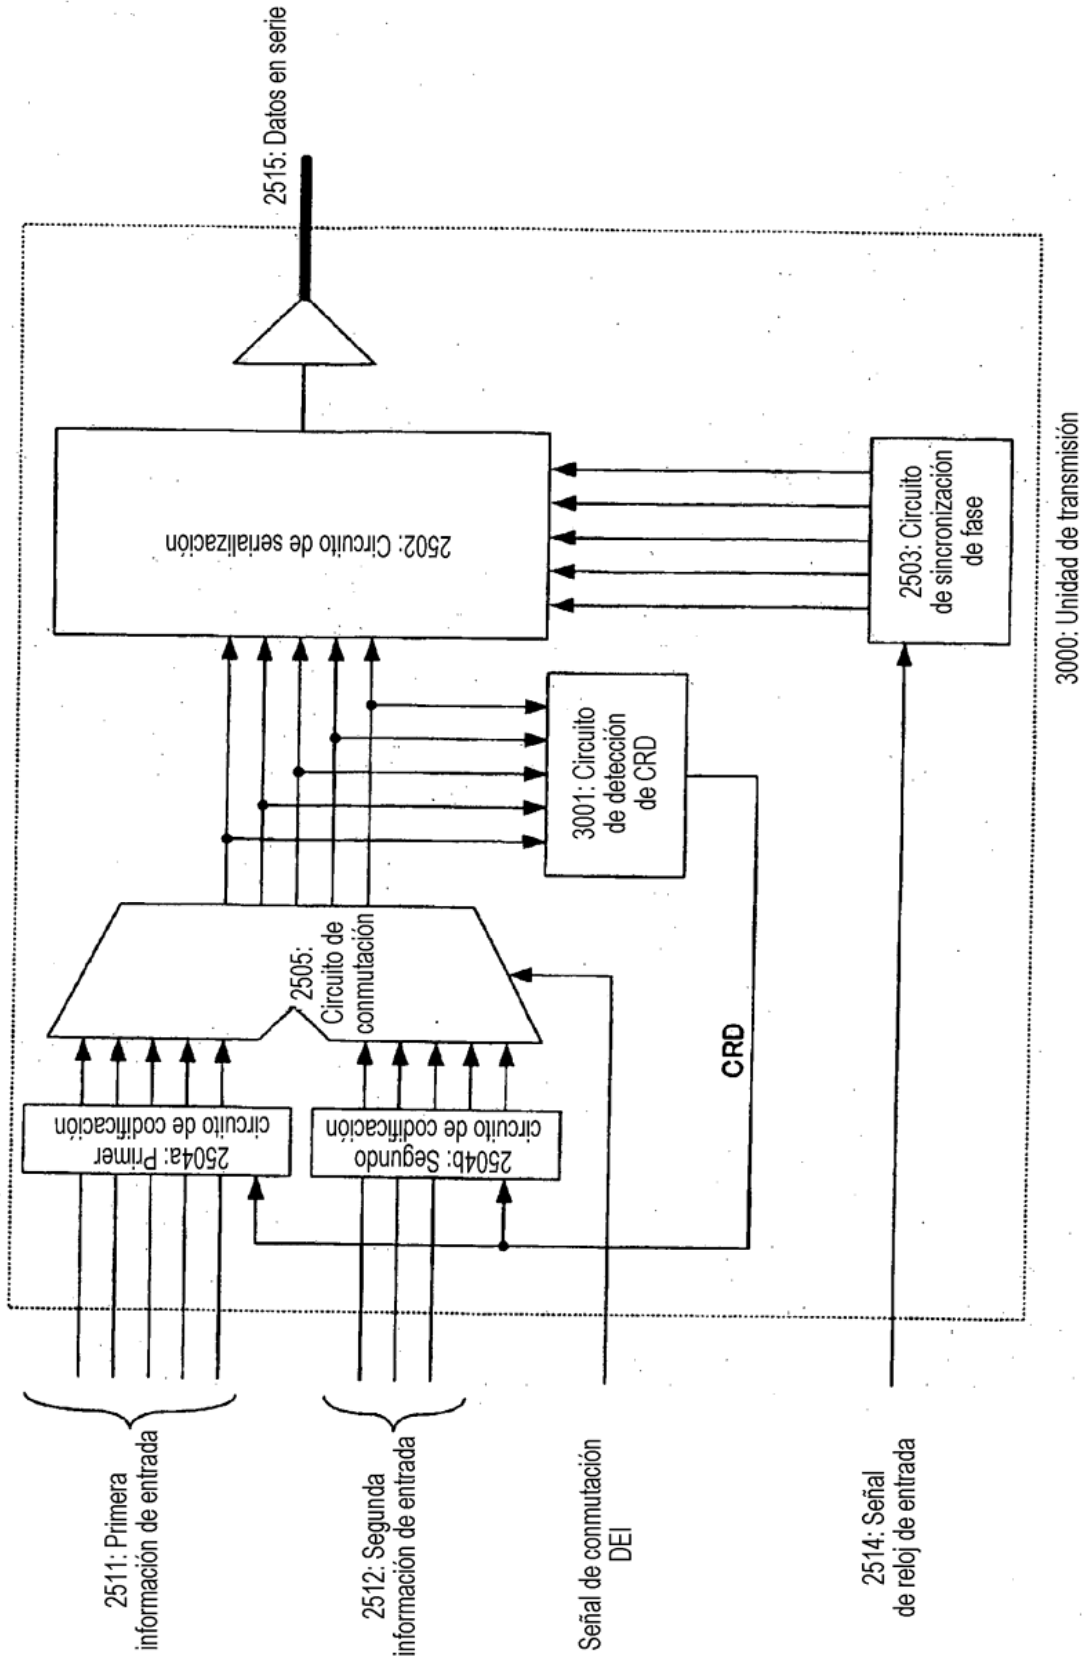 2511: Primera
información de entrada
2512: Segunda
información de entrada
Señal de conmutación
DEI
2514: Señal
de reloj de entrada
2504a: Primer
circuito de codificación
2504b: Segundo
circuito de codificación
2505:
Circuito de
conmutación
CRD
3001: Circuito
de detección
de CRD
2502: Circuito de serialización
2503: Circuito
de sincronización
de fase
2515: Datos en serie
3000: Unidad de transmisión